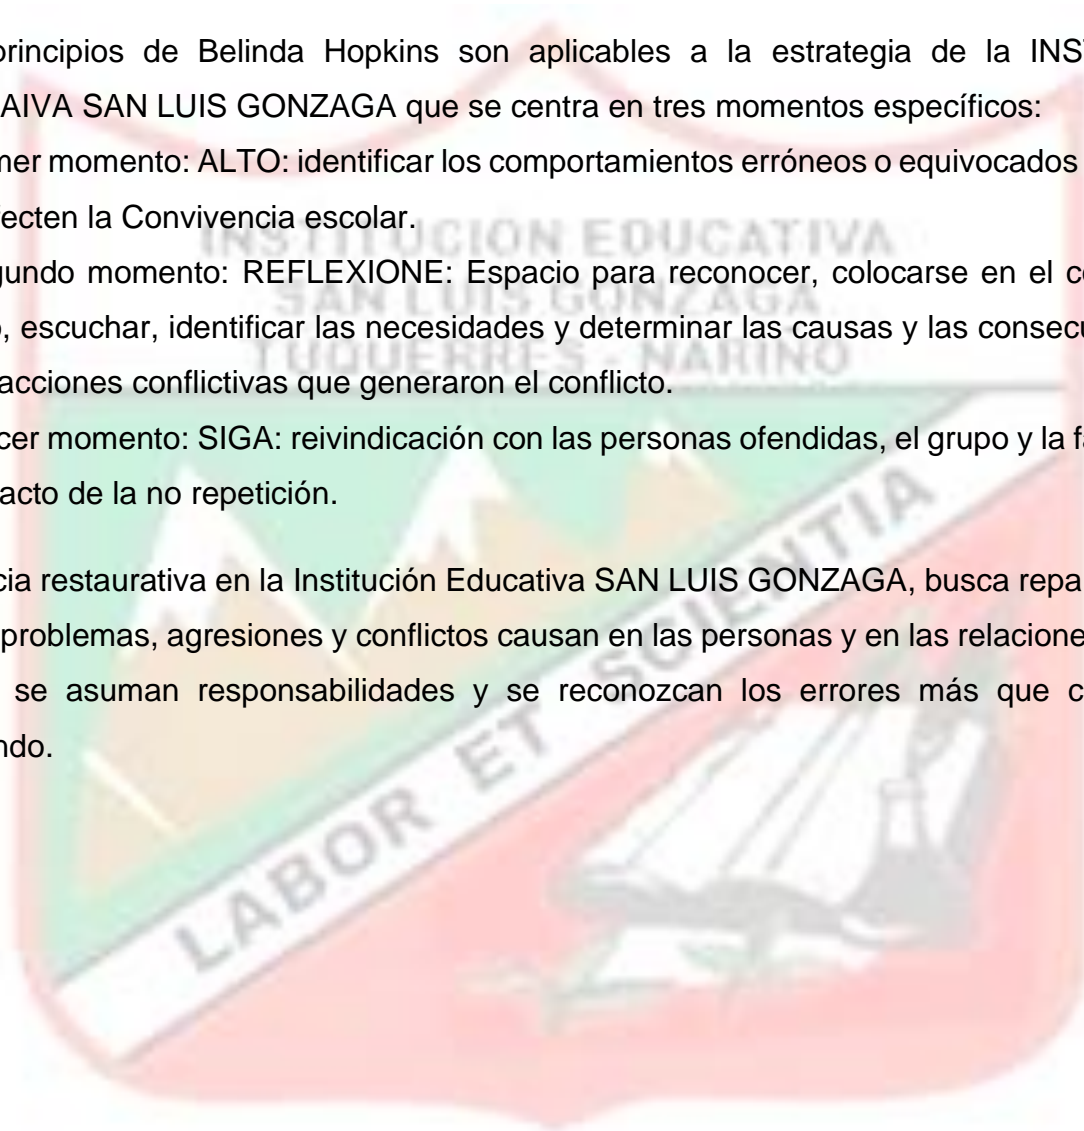 principios de Belinda Hopkins son aplicables a la estrategia de la INST
AIVA SAN LUIS GONZAGA que se centra en tres momentos específicos:
mer momento: ALTO: identificar los comportamientos erróneos o equivocados
fecten la Convivencia escolar.
INSTITUCIÓN EDUCATIVA
gundo momento: REFLEXIONE: Espacio para reconocer, colocarse en el co
SAN LUIS GONZAGA
o, escuchar, identificar las necesidades y determinar las causas y las consecu
TUQUERRES - NARIÑO
acciones conflictivas que generaron el conflicto.
cer momento: SIGA: reivindicación con las personas ofendidas, el grupo y la fa
acto de la no repetición.
cia restaurativa en la Institución Educativa SAN LUIS GONZAGA, busca repa
problemas, agresiones y conflictos causan en las personas y en las relacione
se asuman responsabilidades y se reconozcan los errores más que c
ndo.
LABOR ET SCIENTIA